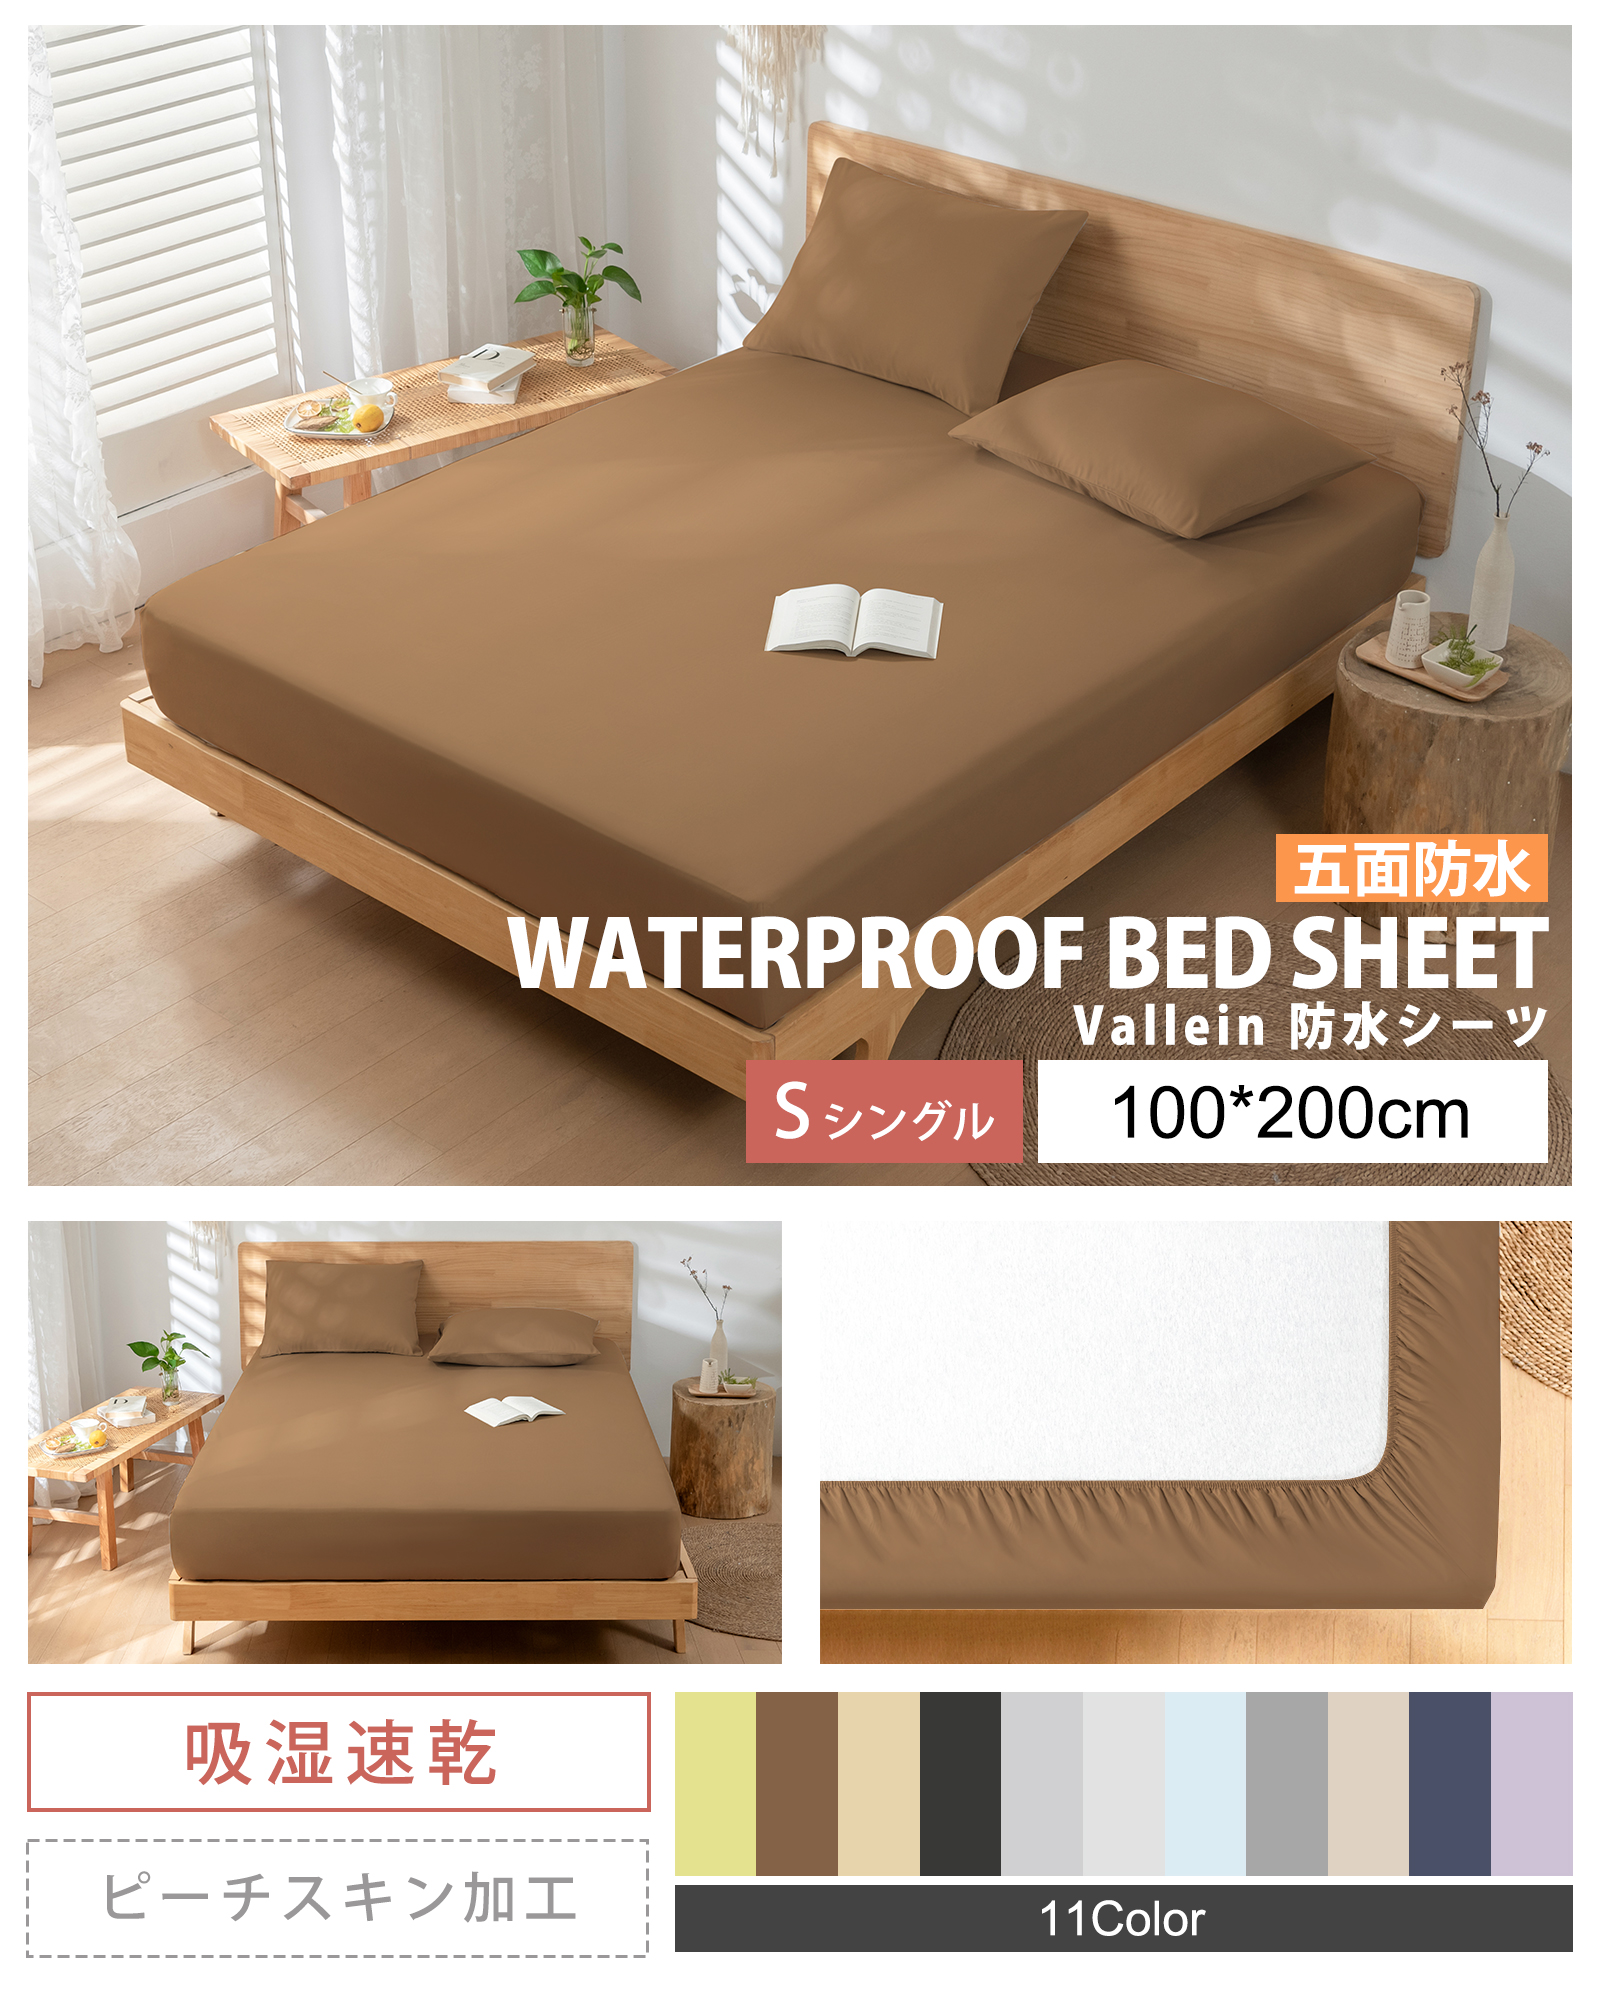 D
五面防水
WATERPROOF BED SHEET
Vallein 防水シーツ
S シングル
100*200cm
D
吸湿速乾
ピーチスキン加工
11Color